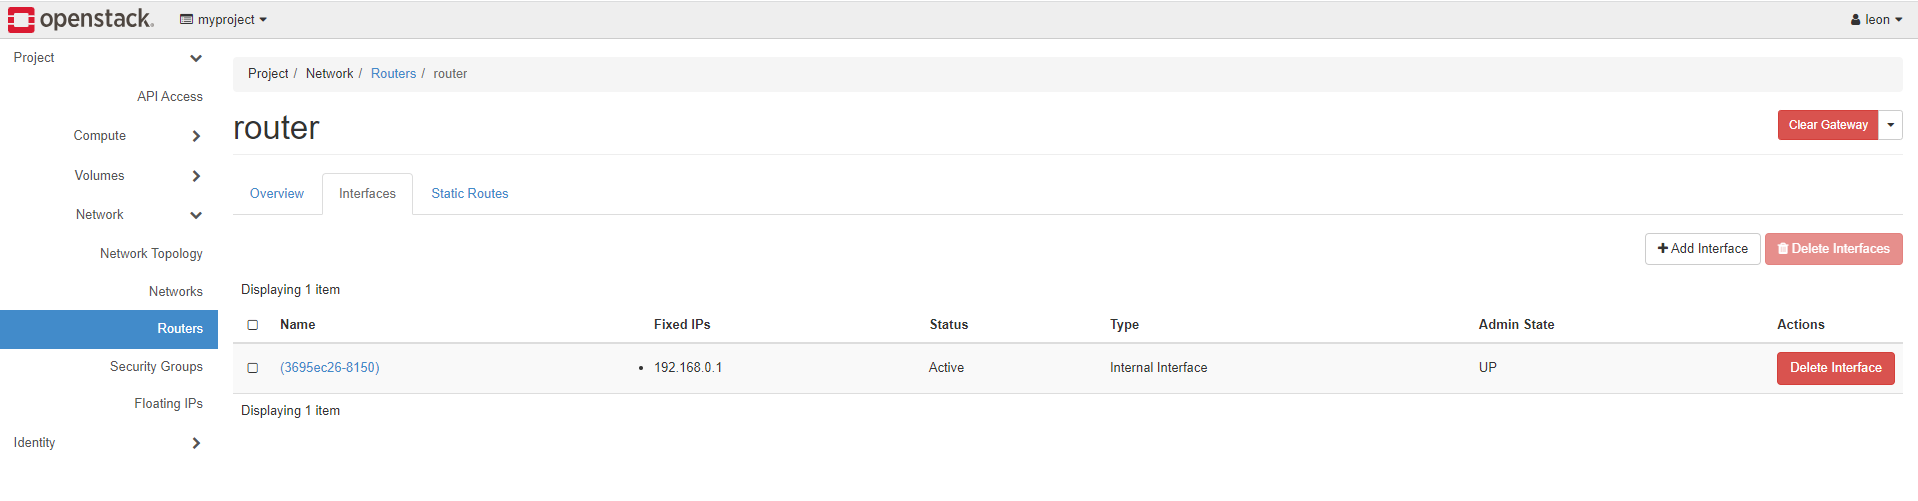 openstack.
myproject
leon
Project
API Access
Compute
Volumes
Network
Network Topology
Networks
Routers
Security Groups
Floating IPs
Identity
Project / Network / Routers / router
router
Clear Gateway
Overview
Interfaces
Static Routes
Add Interface
Delete Interfaces
Displaying 1 item
Name Fixed IPs Status Type Admin State Actions
(3695ec26-8150) • 192.168.0.1 Active Internal Interface UP Delete Interface
Displaying 1 item